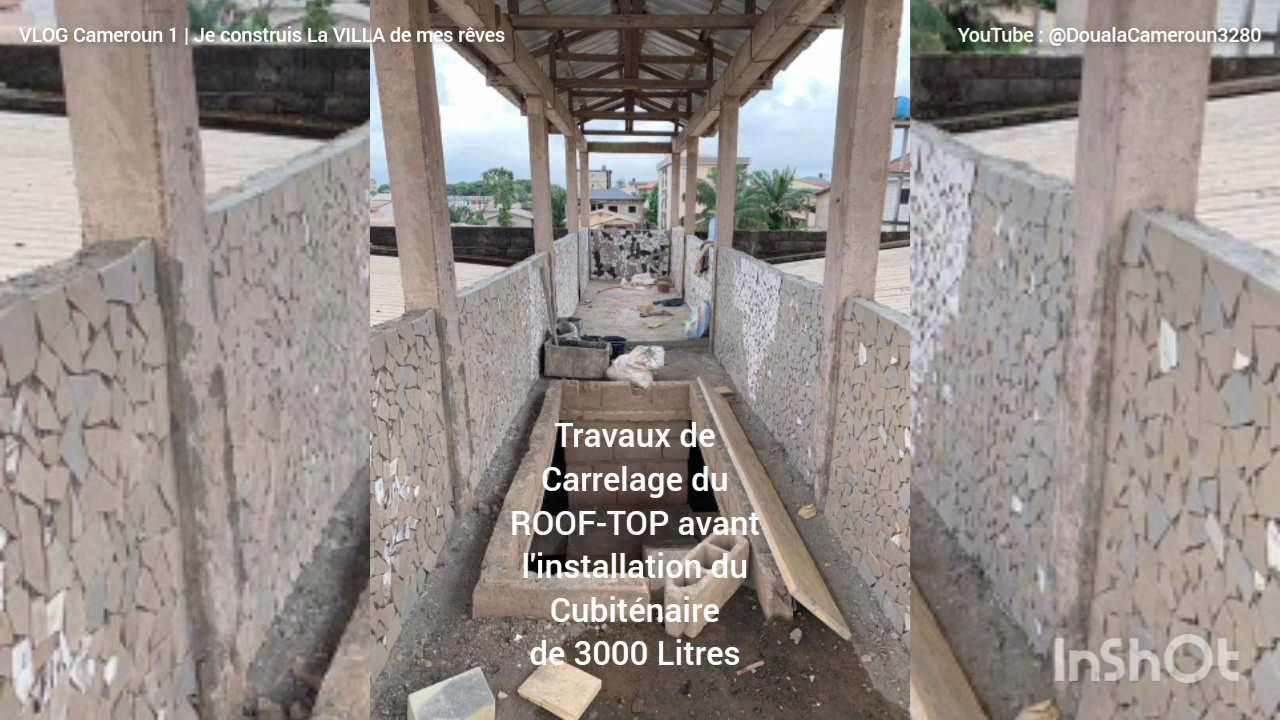 VLOG Cameroun 1 | Je construis La VILLA de mes rêves
YouTube : @DoualaCameroun3280
Travaux de
Carrelage du
ROOF-TOP avant
l'installation du
Cubiténaire
de 3000 Litres
InShOt